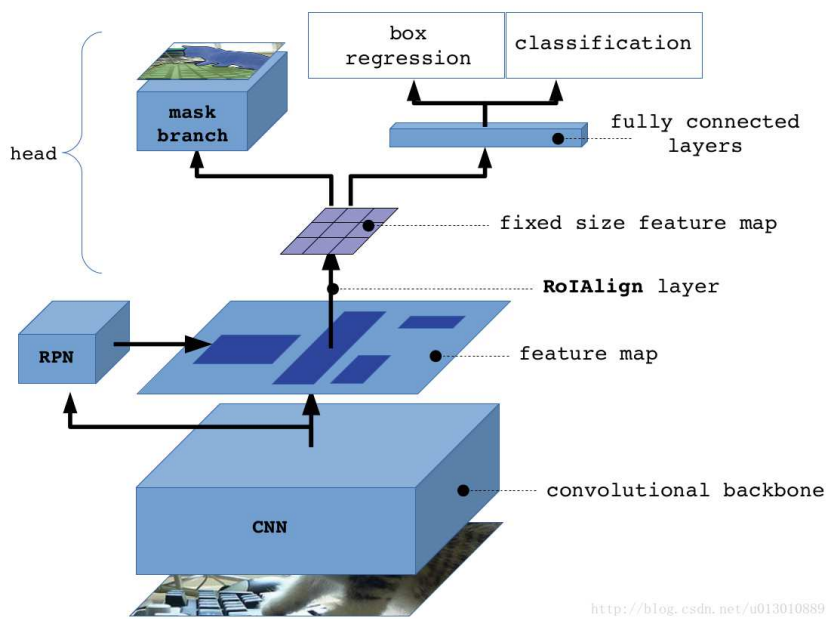 box
regression
classification
mask
branch
fully connected
layers
head
fixed size feature map
RoIAlign layer
RPN
feature map
convolutional backbone
CNN
http://blog.csdn.net/u013010889